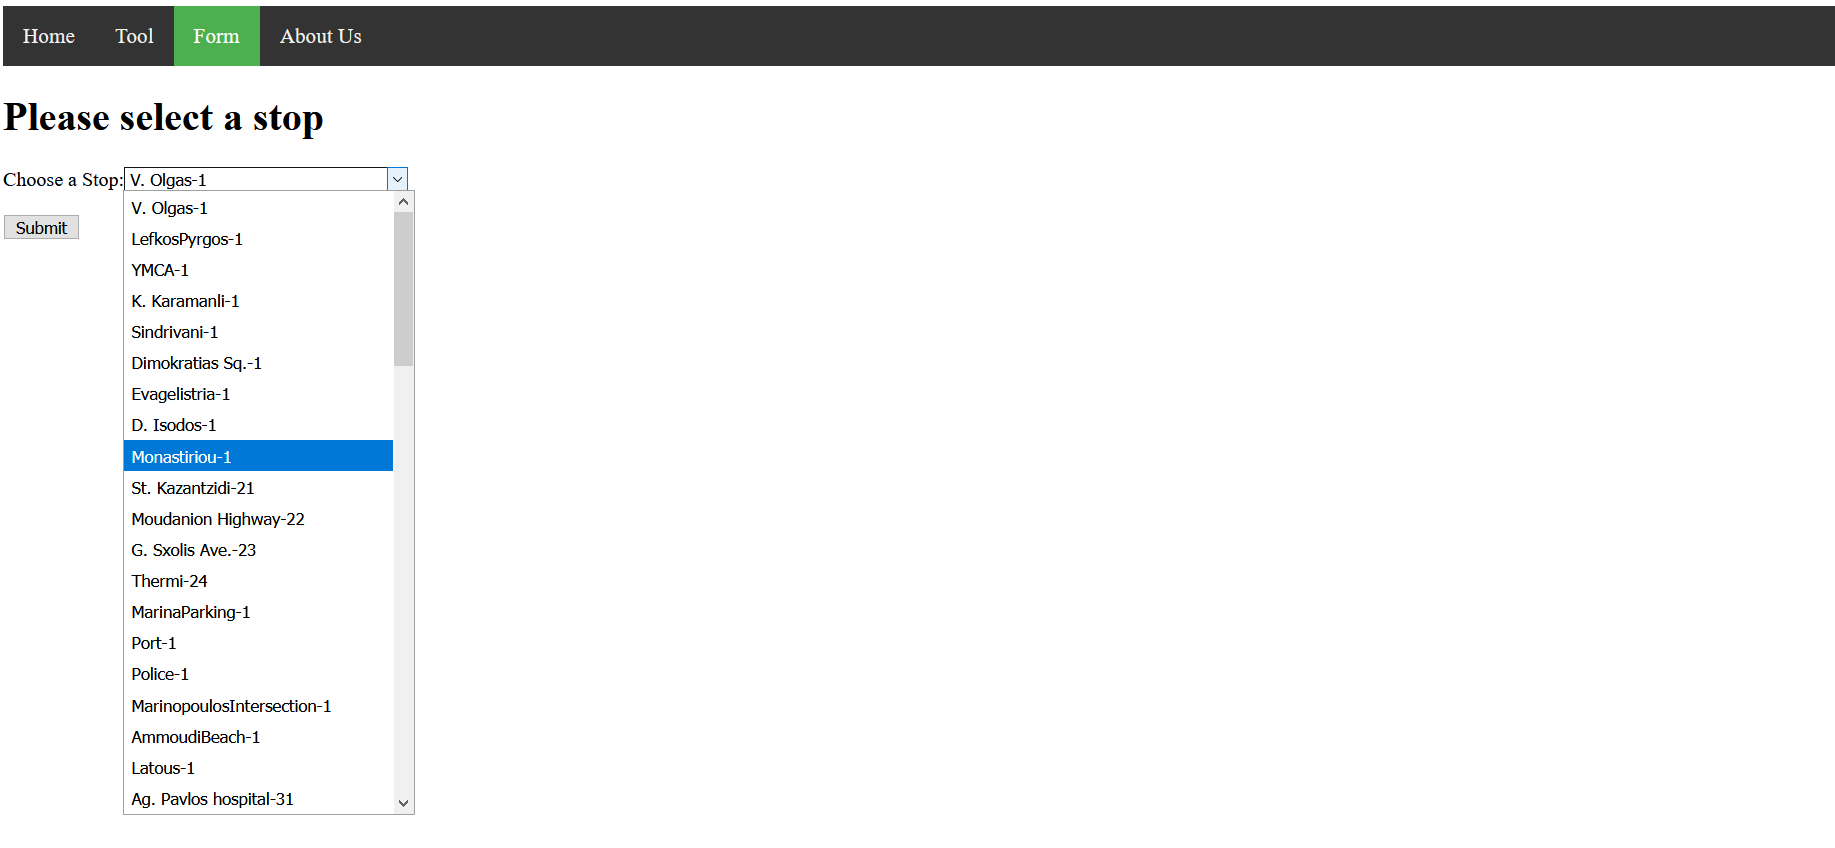 Home Tool Form About Us
Please select a stop
Choose a Stop: V. Olgas-1
Submit
V. Olgas-1
LefkosPyrgos-1
YMCA-1
K. Karamanli-1
Sindrivani-1
Dimokratias Sq.-1
Evagelistria-1
D. Isodos-1
Monastiriou-1
St. Kazantzidi-21
Moudanion Highway-22
G. Sxolis Ave.-23
Thermi-24
MarinaParking-1
Port-1
Police-1
MarinopoulosIntersection-1
AmmoudiBeach-1
Latous-1
Ag. Pavlos hospital-31